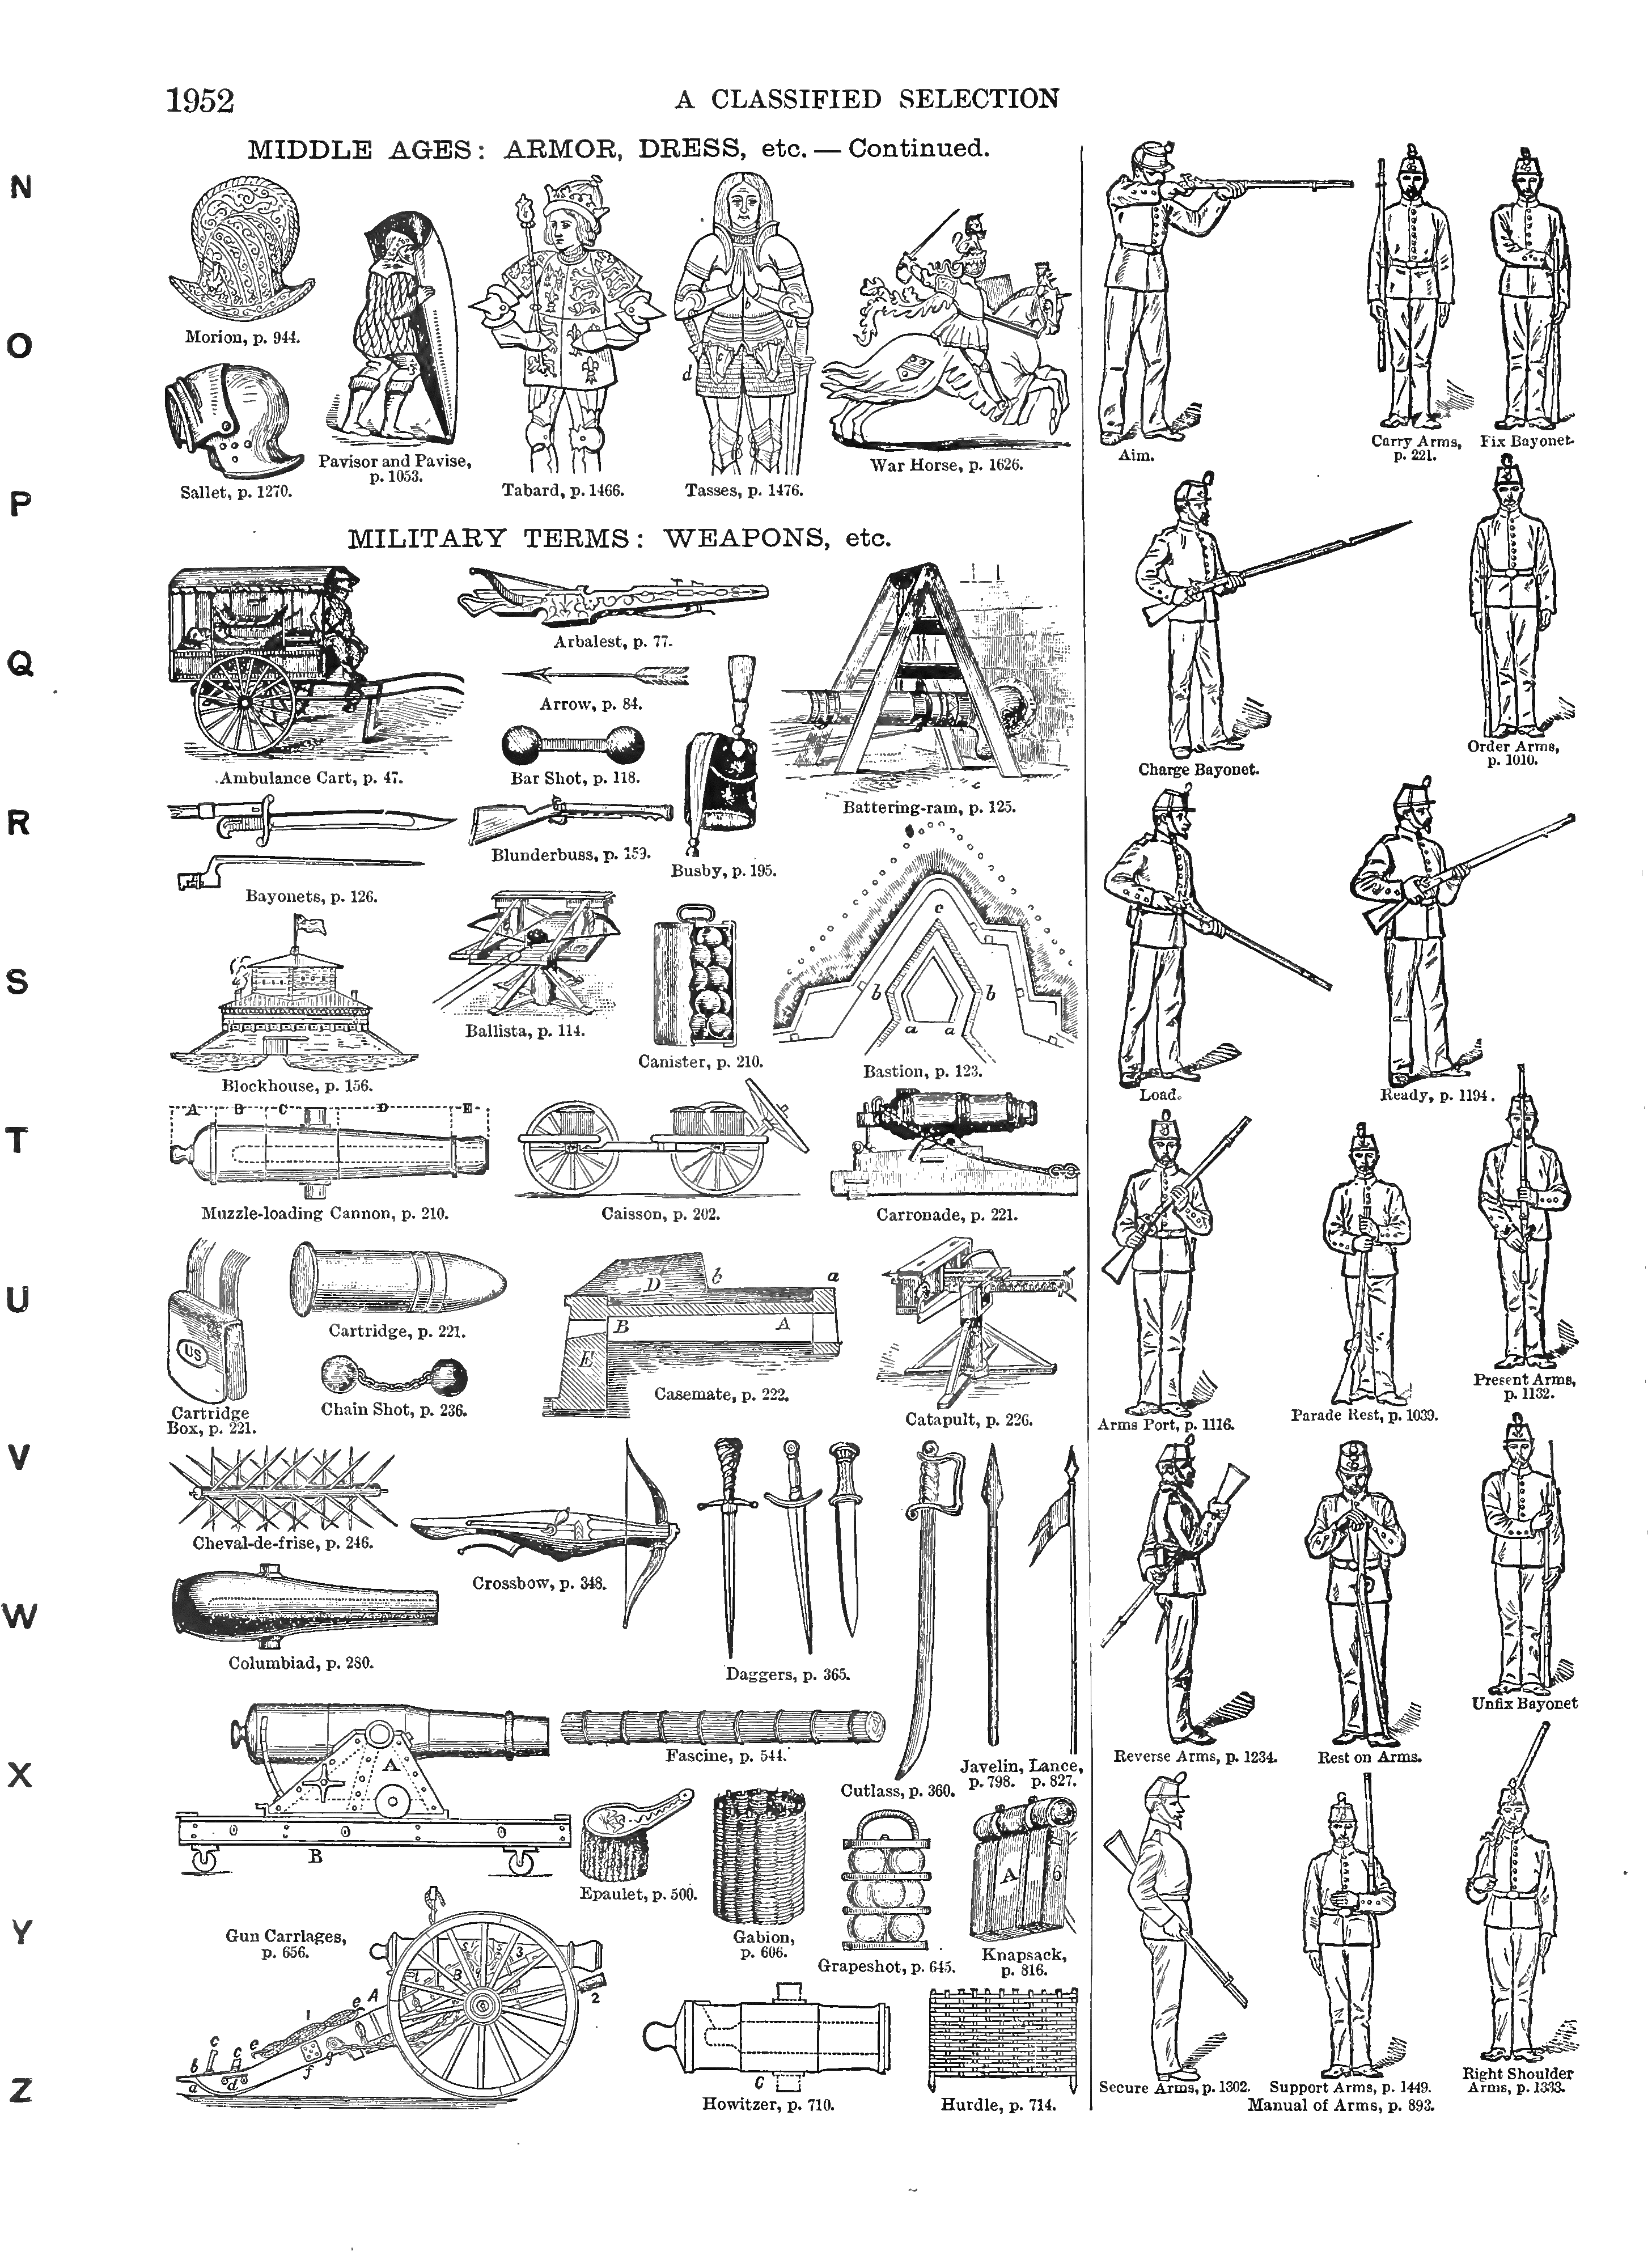 1952
A CLASSIFIED SELECTION
N
O
P
Q
R
S
T
U
V
W
X
Y
Z
MIDDLE AGES: ARMOR, DRESS, etc. — Continued.
Morion, p. 944.
Sallet, p. 1270.
Pavisor and Pavise,
p. 1053.
Tabard, p. 1466.
b
a
d
Tasses, p. 1476.
War Horse, p. 1626.
MILITARY TERMS: WEAPONS, etc.
Ambulance Cart, p. 47.
Arbalest, p. 77.
Arrow, p. 84.
Bar Shot, p. 118.
Busby, p. 195.
Battering-ram, p. 125.
Bayonets, p. 126.
Blunderbuss, p. 159.
Blockhouse, p. 156.
Ballista, p. 114.
Canister, p. 210.
c
b
b
a
a
Bastion, p. 123.
A
B
C
D
E
Muzzle-loading Cannon, p. 210.
Caisson, p. 202.
Carronade, p. 221.
US
Cartridge
Box, p. 221.
Cartridge, p. 221.
Chain Shot, p. 236.
D
b
a
B
A
E
Casemate, p. 222.
Catapult, p. 226.
Cheval-de-frise, p. 246.
Crossbow, p. 348.
Columbiad, p. 280.
Daggers, p. 365.
Cutlass, p. 360.
Javelin, Lance,
p. 798. p. 827.
A
B
Fascine, p. 544.
Epaulet, p. 500.
Gabion,
p. 606.
Grapeshot, p. 645.
A
6
Knapsack,
p. 816.
Gun Carriages,
p. 656.
3
B
4
2
A
e
1
e
c
c
b
a
d
f
g
C
Howitzer, p. 710.
Hurdle, p. 714.
Aim.
Carry Arms,
p. 221.
Fix Bayonet.
Charge Bayonet.
Order Arms,
p. 1010.
Load.
Ready, p. 1194.
Arms Port, p. 1116.
Parade Rest, p. 1039.
Present Arms,
p. 1132.
Reverse Arms, p. 1234.
Rest on Arms.
Unfix Bayonet
Secure Arms, p. 1302.
Support Arms, p. 1449.
Right Shoulder
Arms, p. 1333.
Manual of Arms, p. 893.